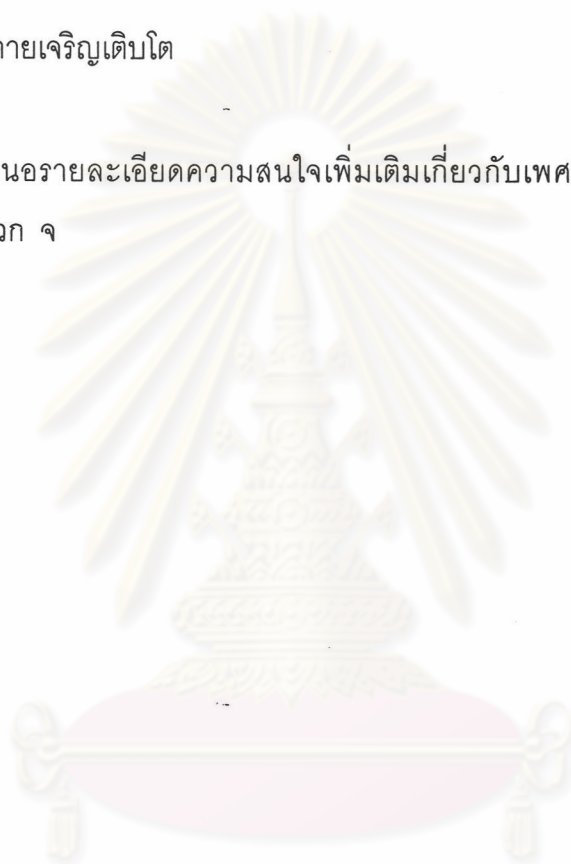 ายเจริญเติบโต
นอรายละเอียดความสนใจเพิ่มเติมเกี่ยวกับเพศ
วก จ